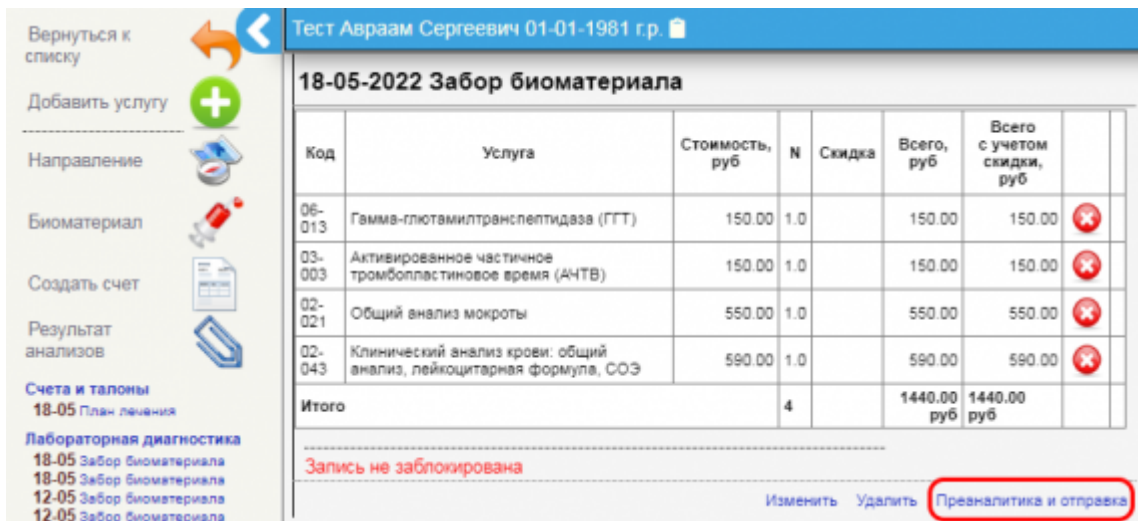 Вернуться к
списку
Добавить услугу
Направление
Биоматериал
Создать счет
Результат
анализов
Счета и талоны
18-05 План лечения
Лабораторная диагностика
18-05 Забор биоматериала
18-05 Забор биоматериала
12-05 Забор биоматериала
12-05 Забор биоматериала
Тест Авраам Сергеевич 01-01-1981 г.р.
18-05-2022 Забор биоматериала
Код Услуга Стоимость, руб N Скидка Всего, руб Всего с учетом скидки, руб
06-013 Гамма-глютамилтранспептидаза (ГГТ) 150.00 1.0 150.00 150.00
03-003 Активированное частичное тромбопластиновое время (АЧТВ) 150.00 1.0 150.00 150.00
02-021 Общий анализ мокроты 550.00 1.0 550.00 550.00
02-043 Клинический анализ крови: общий анализ, лейкоцитарная формула, СОЭ 590.00 1.0 590.00 590.00
Итого 4 1440.00 руб 1440.00 руб
Запись не заблокирована
Изменить Удалить Преаналитика и отправка